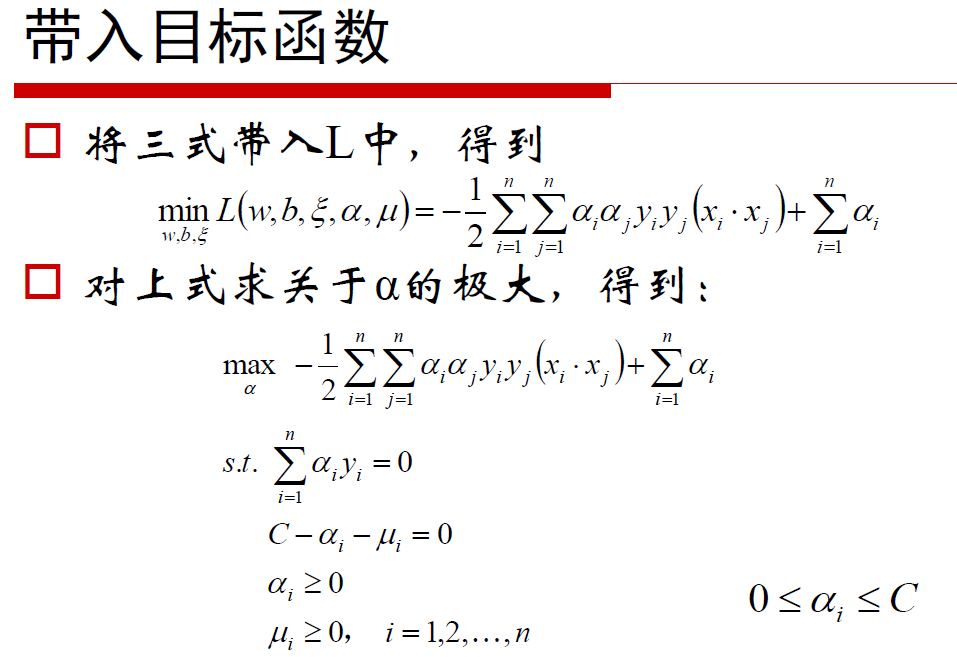 带入目标函数
将三式带入L中，得到
$\min_{w,b,\xi} L(w,b,\xi,\alpha,\mu) = -\frac{1}{2}\sum_{i=1}^{n}\sum_{j=1}^{n}\alpha_i\alpha_j y_i y_j (x_i \cdot x_j) + \sum_{i=1}^{n}\alpha_i$
对上式求关于α的极大，得到：
$\max_{\alpha} \ -\frac{1}{2}\sum_{i=1}^{n}\sum_{j=1}^{n}\alpha_i\alpha_j y_i y_j (x_i \cdot x_j) + \sum_{i=1}^{n}\alpha_i$
$s.t. \ \sum_{i=1}^{n}\alpha_i y_i = 0$
$C - \alpha_i - \mu_i = 0$
$\alpha_i \geq 0$
$\mu_i \geq 0， \ i = 1,2,\ldots,n$
$0 \leq \alpha_i \leq C$